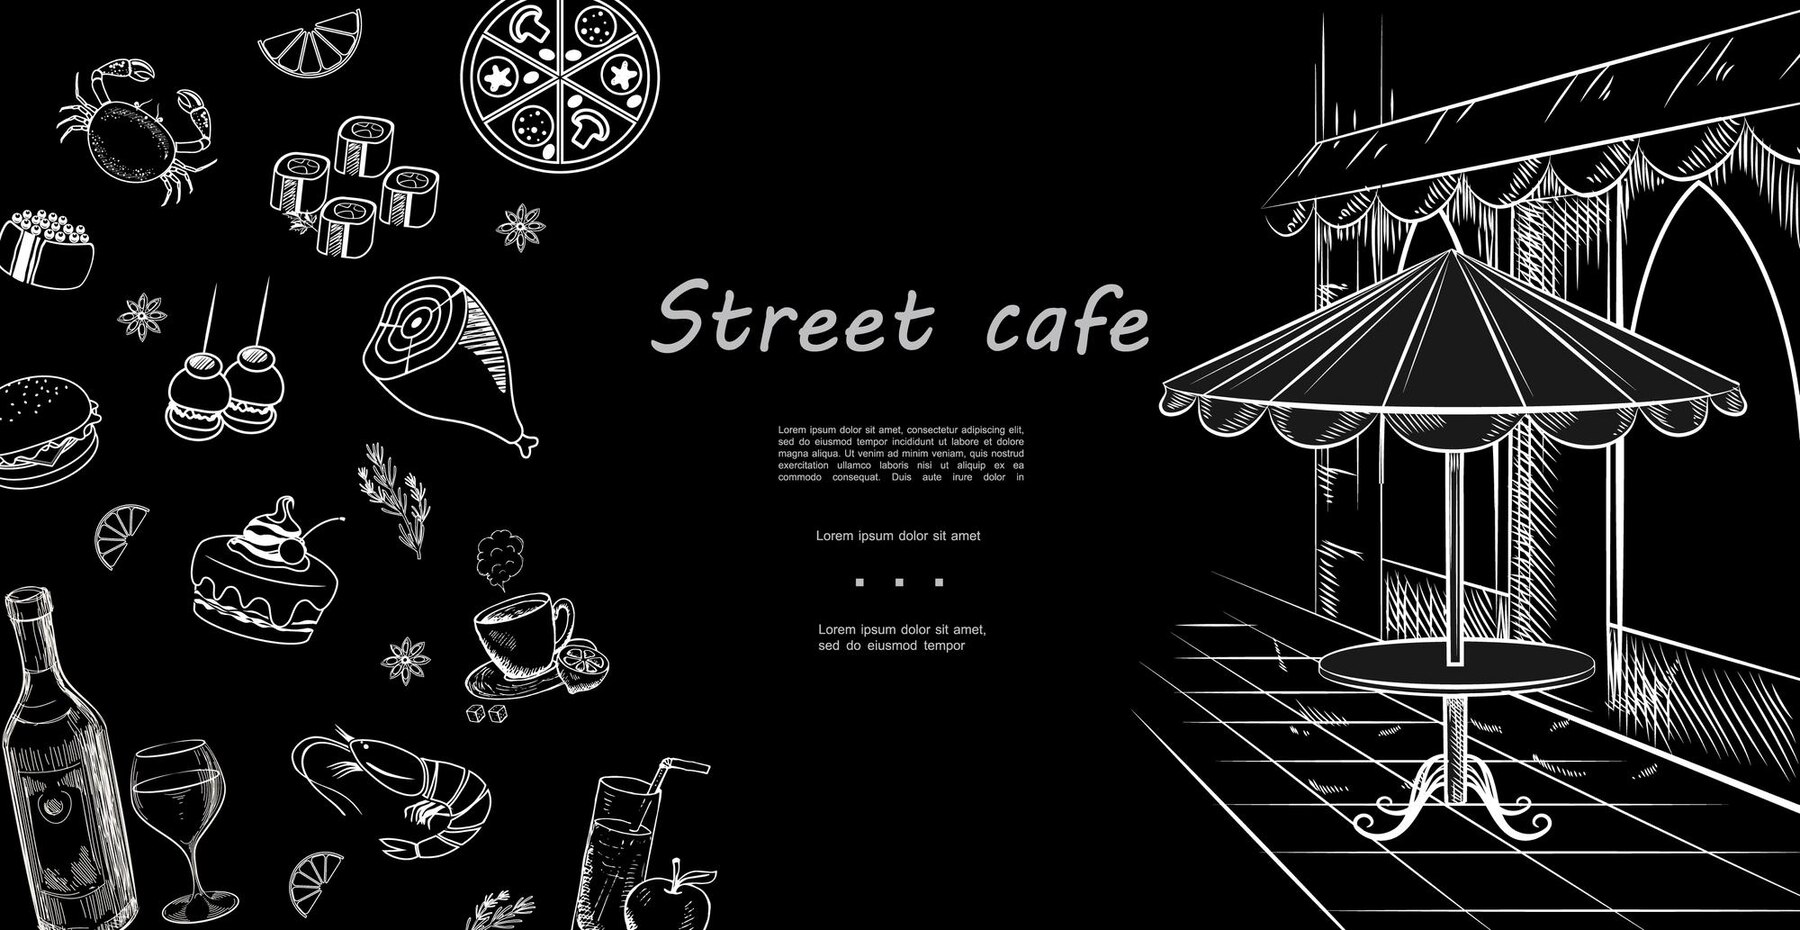 Street cafe
Lorem ipsum dolor sit amet, consectetur adipiscing elit,
sed do eiusmod tempor incididunt ut labore et dolore
magna aliqua. Ut venim ad minim veniam, quis nostrud
exercitation ullamco laboris nisi ut aliquip ex ea
commodo consequat. Duis aute irure dolor in
Lorem ipsum dolor sit amet
Lorem ipsum dolor sit amet,
sed do eiusmod tempor